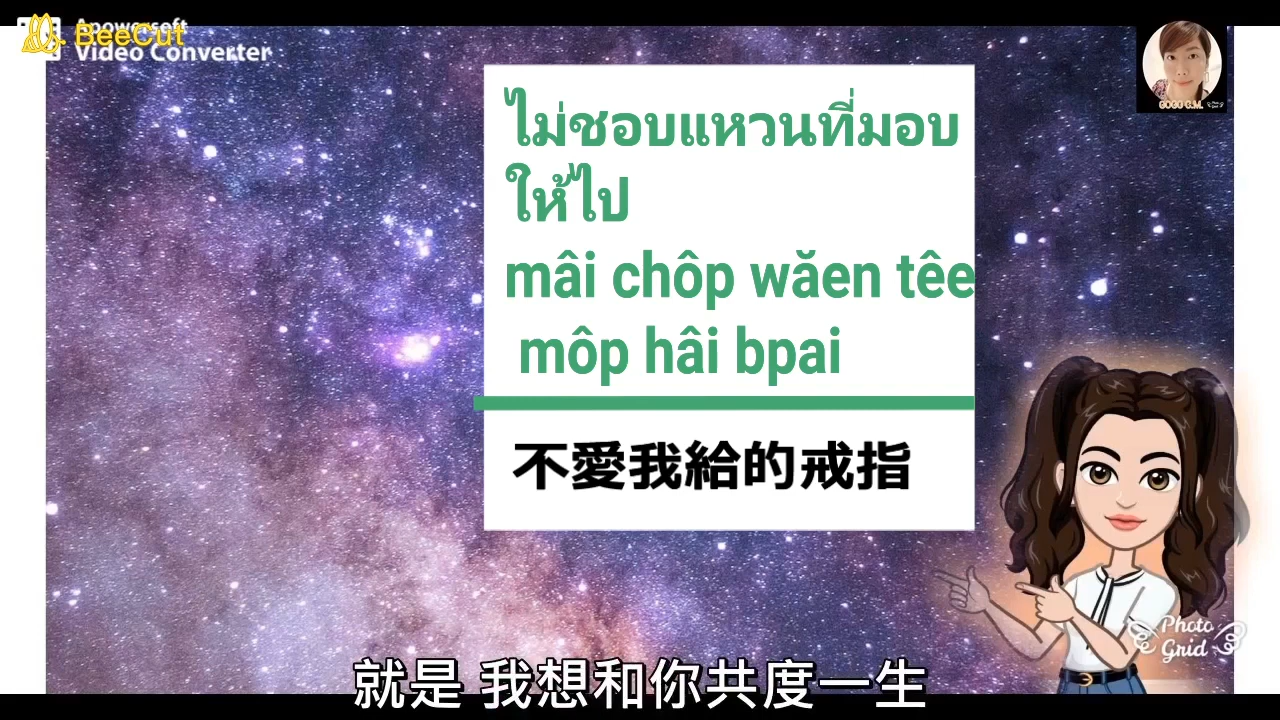 Apowersoft
BeeCut
Video Converter
GOGO C.M.
ไม่ชอบแหวนที่มอบ
ให้ไป
mâi chôp wăen têe
môp hâi bpai
不愛我給的戒指
Photo
Grid
就是 我想和你共度一生